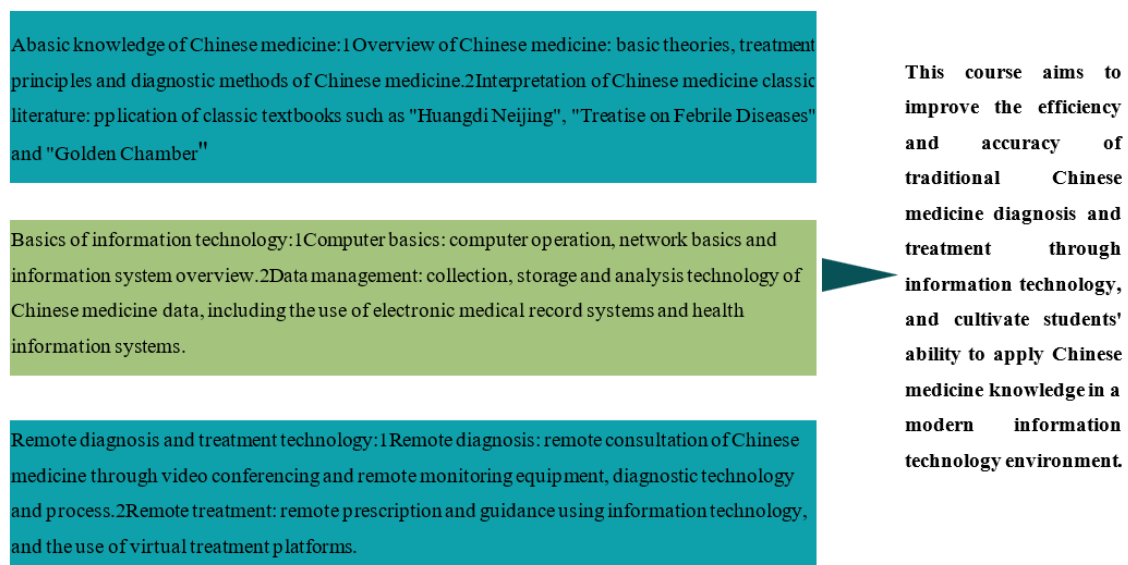 Abasic knowledge of Chinese medicine:1Overview of Chinese medicine: basic theories, treatment
principles and diagnostic methods of Chinese medicine.2Interpretation of Chinese medicine classic
literature: pplication of classic textbooks such as "Huangdi Neijing", "Treatise on Febrile Diseases"
and "Golden Chamber"
Basics of information technology:1Computer basics: computer operation, network basics and
information system overview.2Data management: collection, storage and analysis technology of
Chinese medicine data, including the use of electronic medical record systems and health
information systems.
Remote diagnosis and treatment technology:1Remote diagnosis: remote consultation of Chinese
medicine through video conferencing and remote monitoring equipment, diagnostic technology
and process.2Remote treatment: remote prescription and guidance using information technology,
and the use of virtual treatment platforms.
This course aims to
improve the efficiency
and accuracy of
traditional Chinese
medicine diagnosis and
treatment through
information technology,
and cultivate students'
ability to apply Chinese
medicine knowledge in a
modern information
technology environment.